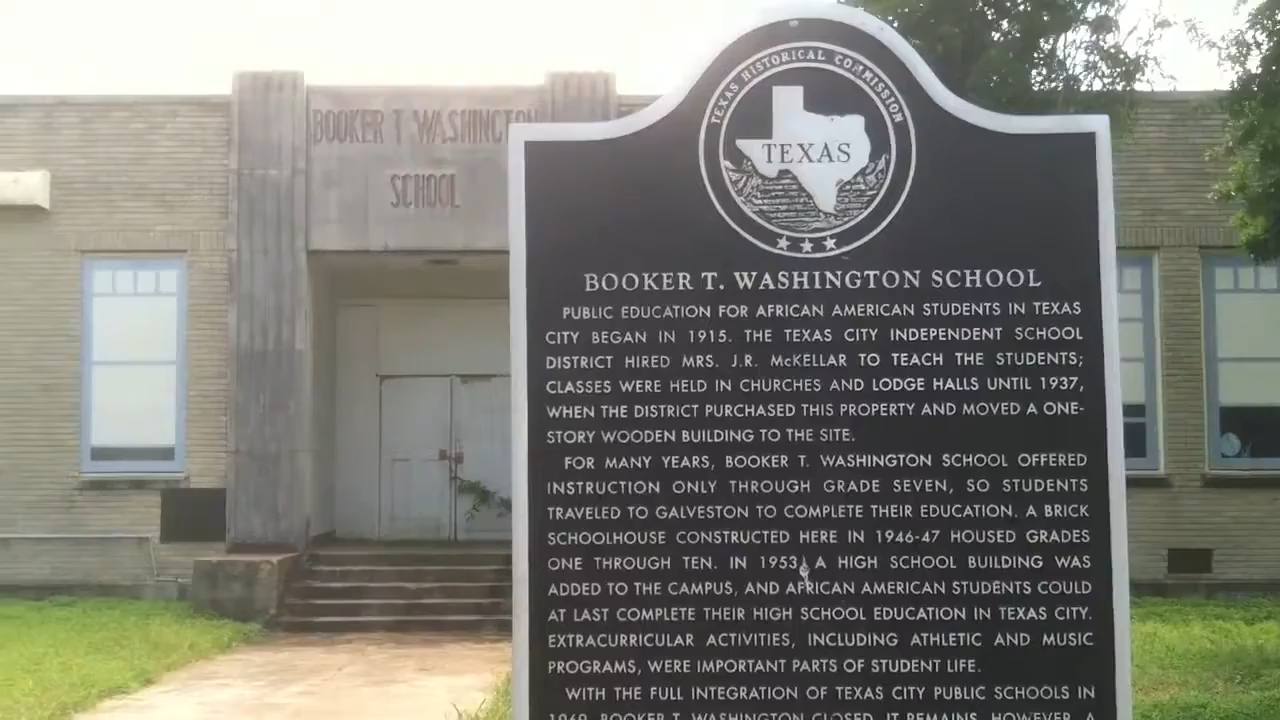 BOOKER T WASHINGTON
SCHOOL
TEXAS HISTORICAL COMMISSION
TEXAS
BOOKER T. WASHINGTON SCHOOL
PUBLIC EDUCATION FOR AFRICAN AMERICAN STUDENTS IN TEXAS
CITY BEGAN IN 1915. THE TEXAS CITY INDEPENDENT SCHOOL
DISTRICT HIRED MRS. J.R. McKELLAR TO TEACH THE STUDENTS;
CLASSES WERE HELD IN CHURCHES AND LODGE HALLS UNTIL 1937,
WHEN THE DISTRICT PURCHASED THIS PROPERTY AND MOVED A ONE-
STORY WOODEN BUILDING TO THE SITE.
FOR MANY YEARS, BOOKER T. WASHINGTON SCHOOL OFFERED
INSTRUCTION ONLY THROUGH GRADE SEVEN, SO STUDENTS
TRAVELED TO GALVESTON TO COMPLETE THEIR EDUCATION. A BRICK
SCHOOLHOUSE CONSTRUCTED HERE IN 1946-47 HOUSED GRADES
ONE THROUGH TEN. IN 1953, A HIGH SCHOOL BUILDING WAS
ADDED TO THE CAMPUS, AND AFRICAN AMERICAN STUDENTS COULD
AT LAST COMPLETE THEIR HIGH SCHOOL EDUCATION IN TEXAS CITY.
EXTRACURRICULAR ACTIVITIES, INCLUDING ATHLETIC AND MUSIC
PROGRAMS, WERE IMPORTANT PARTS OF STUDENT LIFE.
WITH THE FULL INTEGRATION OF TEXAS CITY PUBLIC SCHOOLS IN
1969, BOOKER T. WASHINGTON CLOSED. IT REMAINS, HOWEVER, A